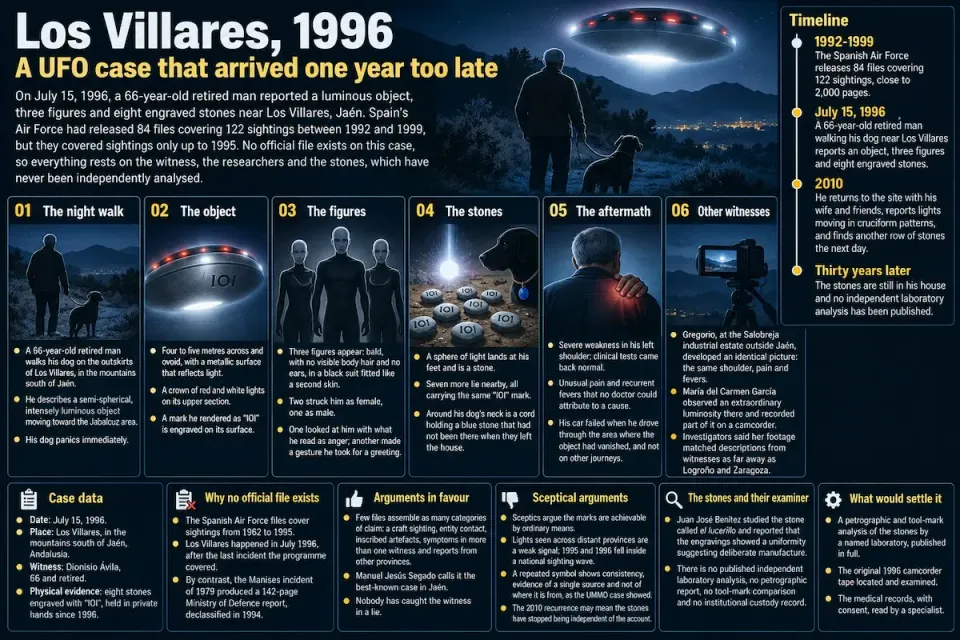 Los Villares, 1996
A UFO case that arrived one year too late
On July 15, 1996, a 66-year-old retired man reported a luminous object,
three figures and eight engraved stones near Los Villares, Jaén. Spain's
Air Force had released 84 files covering 122 sightings between 1992 and 1999,
but they covered sightings only up to 1995. No official file exists on this case,
so everything rests on the witness, the researchers and the stones, which have
never been independently analysed.
Timeline
1992-1999
The Spanish Air Force
releases 84 files covering
122 sightings, close to
2,000 pages.
July 15, 1996
A 66-year-old retired man
walking his dog near Los Villares
reports an object, three figures
and eight engraved stones.
2010
He returns to the site with his
wife and friends, reports lights
moving in cruciform patterns,
and finds another row of stones
the next day.
Thirty years later
The stones are still in his house
and no independent laboratory
analysis has been published.
01 The night walk
A 66-year-old retired man
walks his dog on the outskirts
of Los Villares, in the mountains
south of Jaén.
He describes a semi-spherical,
intensely luminous object
moving toward the Jabalcuz area.
His dog panics immediately.
02 The object
IOI
Four to five metres across and
ovoid, with a metallic surface
that reflects light.
A crown of red and white lights
on its upper section.
A mark he rendered as "IOI"
is engraved on its surface.
03 The figures
Three figures appear: bald,
with no visible body hair and no
ears, in a black suit fitted like
a second skin.
Two struck him as female,
one as male.
One looked at him with what
he read as anger; another made
a gesture he took for a greeting.
04 The stones
IOI
IOI
IOI
IOI
IOI
IOI
IOI
A sphere of light lands at his
feet and is a stone.
Seven more lie nearby, all
carrying the same "IOI" mark.
Around his dog's neck is a cord
holding a blue stone that had
not been there when they left
the house.
05 The aftermath
Severe weakness in his left
shoulder; clinical tests came
back normal.
Unusual pain and recurrent
fevers that no doctor could
attribute to a cause.
His car failed when he drove
through the area where the
object had vanished, and not
on other journeys.
06 Other witnesses
Gregorio, at the Salobreja
industrial estate outside Jaén,
developed an identical picture:
the same shoulder, pain and
fevers.
María del Carmen García
observed an extraordinary
luminosity there and recorded
part of it on a camcorder.
Investigators said her footage
matched descriptions from
witnesses as far away as
Logroño and Zaragoza.
Case data
Date: July 15, 1996.
Place: Los Villares, in the
mountains south of Jaén,
Andalusia.
Witness: Dionisio Ávila,
66 and retired.
Physical evidence: eight stones
engraved with "IOI", held in private
hands since 1996.
Why no official file exists
The Spanish Air Force files cover
sightings from 1962 to 1995.
Los Villares happened in July 1996,
after the last incident the programme
covered.
By contrast, the Manises incident
of 1979 produced a 142-page
Ministry of Defence report,
declassified in 1994.
Arguments in favour
Few files assemble as many categories
of claim: a craft sighting, entity contact,
inscribed artefacts, symptoms in more
than one witness and reports from
other provinces.
Manuel Jesús Segado calls it the
best-known case in Jaén.
Nobody has caught the witness
in a lie.
Sceptical arguments
Sceptics argue the marks are achievable
by ordinary means.
Lights seen across distant provinces are
a weak signal; 1995 and 1996 fell inside
a national sighting wave.
A repeated symbol shows consistency,
evidence of a single source and not of
where it is from, as the UMMO case showed.
The 2010 recurrence may mean the stones
have stopped being independent of the account.
The stones and their examiner
Juan José Benítez studied the stone
called el lucerillo and reported that
the engravings showed a uniformity
suggesting deliberate manufacture.
There is no published independent
laboratory analysis, no petrographic
report, no tool-mark comparison
and no institutional custody record.
What would settle it
A petrographic and tool-mark
analysis of the stones by a
named laboratory, published
in full.
The original 1996 camcorder
tape located and examined.
The medical records, with
consent, read by a specialist.